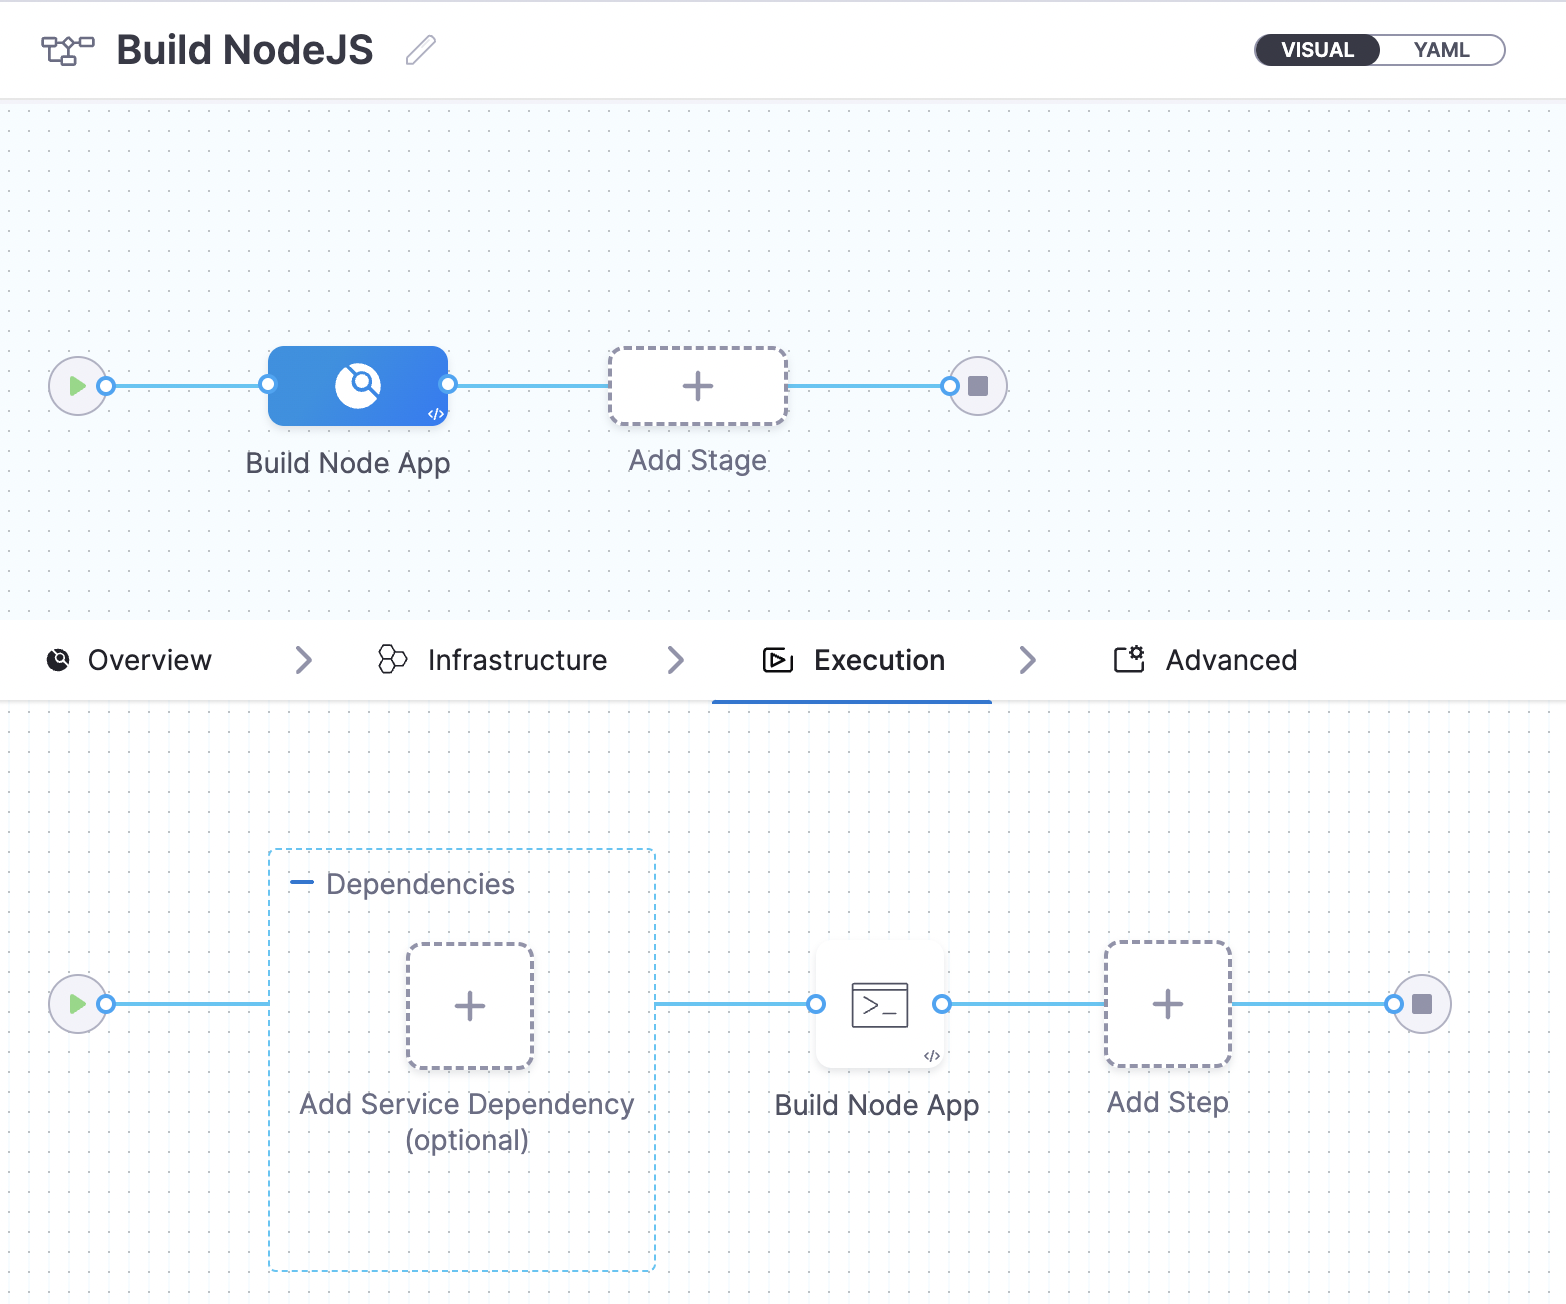 Build NodeJS
VISUAL
YAML
</>
Build Node App
Add Stage
Overview
Infrastructure
Execution
Advanced
Dependencies
>_
</>
Add Service Dependency
(optional)
Build Node App
Add Step